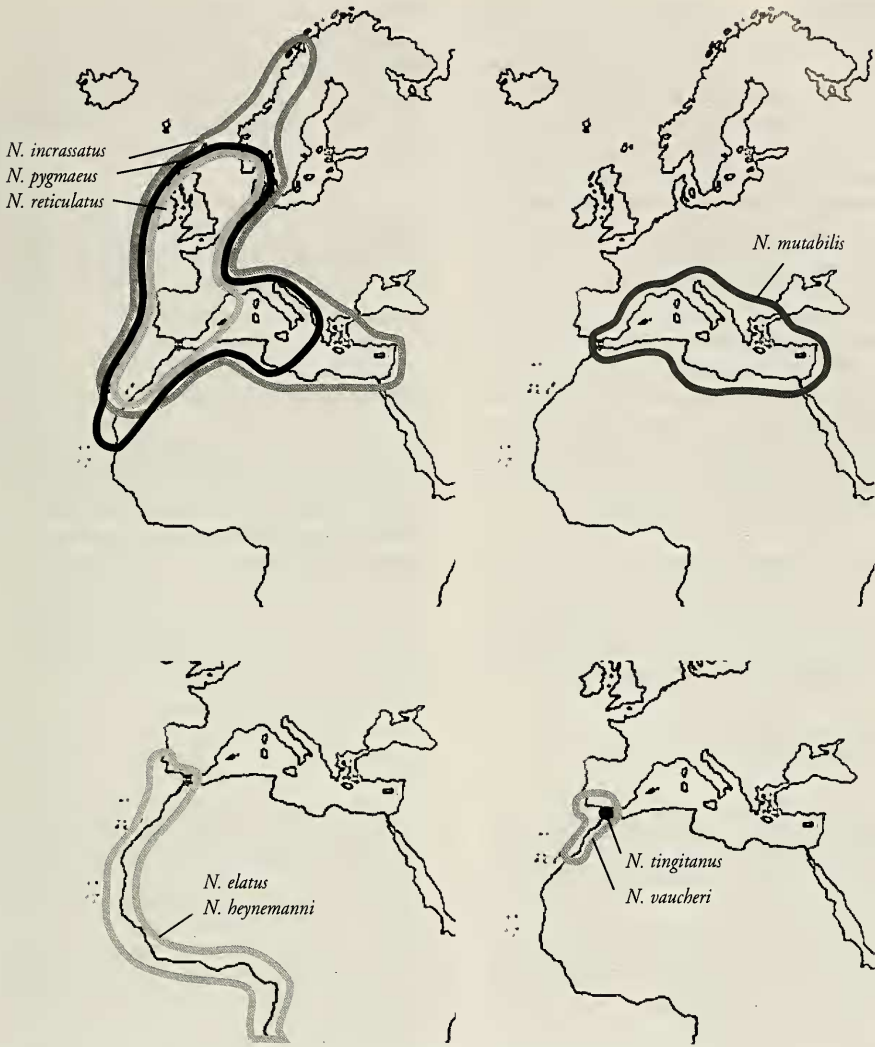 N. incrassatus
N. pygmaeus
N. reticulatus
N. mutabilis
N. elatus
N. heynemanni
N. tingitanus
N. vaucheri